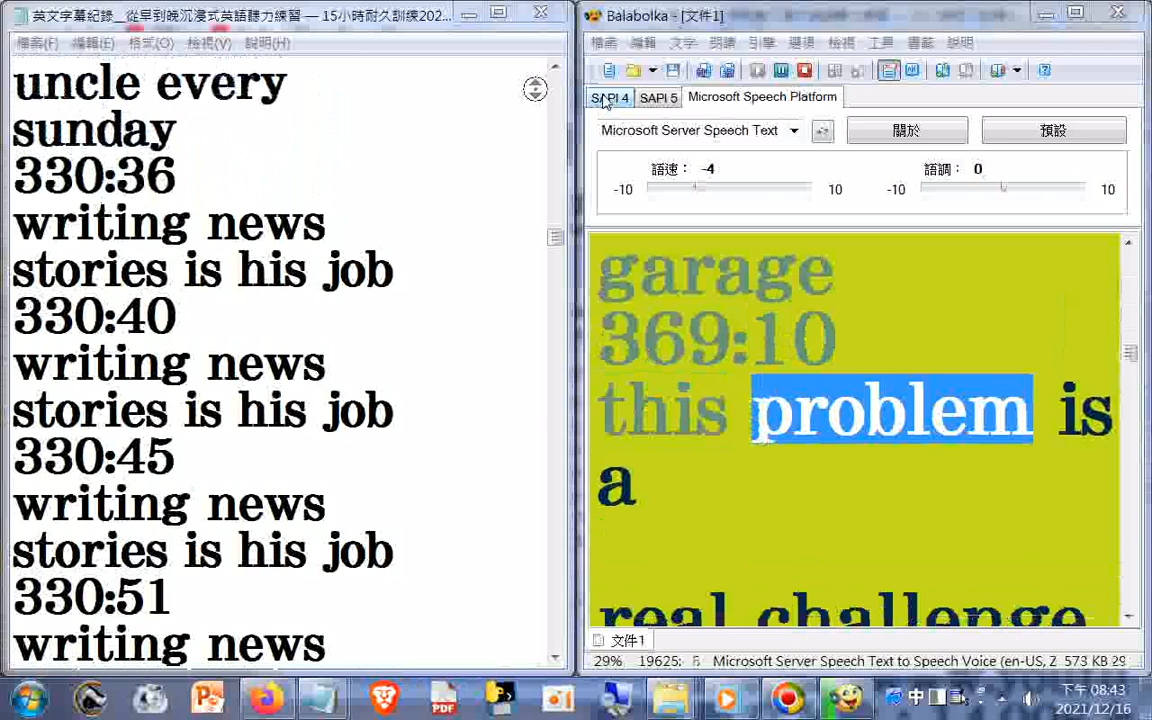 英文字幕紀錄__從早到晚沉浸式英語聽力練習 — 15小時耐久訓練202...
檔案(F) 編輯(E) 格式(O) 檢視(V) 說明(H)
uncle every
sunday
330:36
writing news
stories is his job
330:40
writing news
stories is his job
330:45
writing news
stories is his job
330:51
writing news
Balabolka - [文件1]
檔案 編輯 文字 朗讀 引擎 選項 檢視 工具 書籤 說明
SAPI 4 SAPI 5 Microsoft Speech Platform
Microsoft Server Speech Text 關於 預設
語速: -4 語調: 0
-10 10 -10 10
garage
369:10
this problem is
a
real challenge
文件1
29% 19625: Microsoft Server Speech Text to Speech Voice (en-US, Z 573 KB 29
PDF
中
下午 08:43
2021/12/16